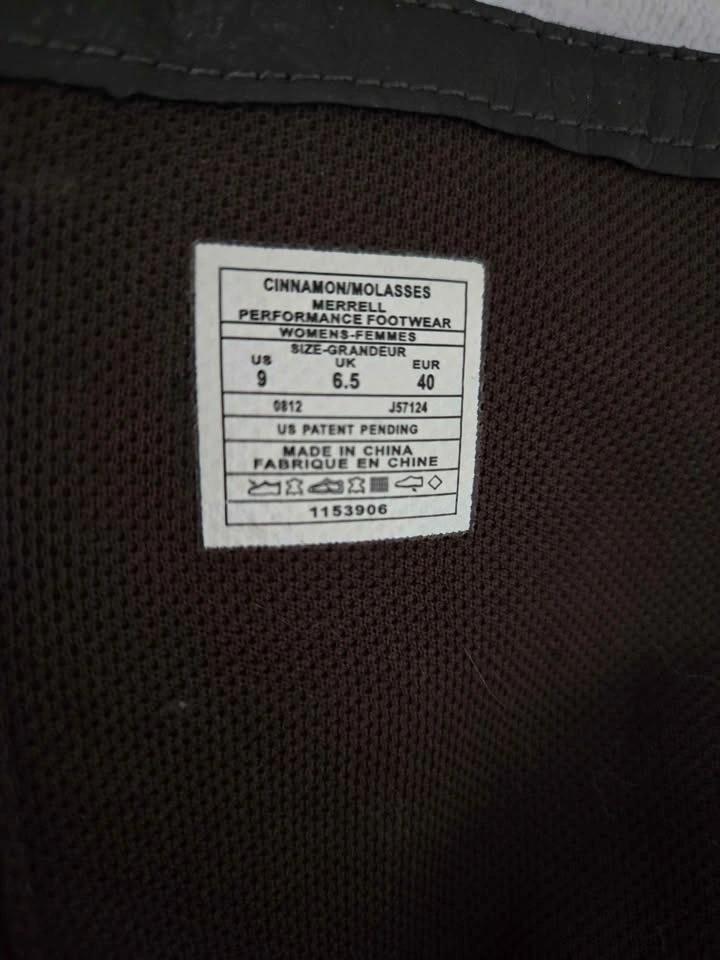 CINNAMON/MOLASSES
MERRELL
PERFORMANCE FOOTWEAR
WOMENS-FEMMES
SIZE-GRANDEUR
US UK EUR
9 6.5 40
0812 J57124
US PATENT PENDING
MADE IN CHINA
FABRIQUE EN CHINE
1153906